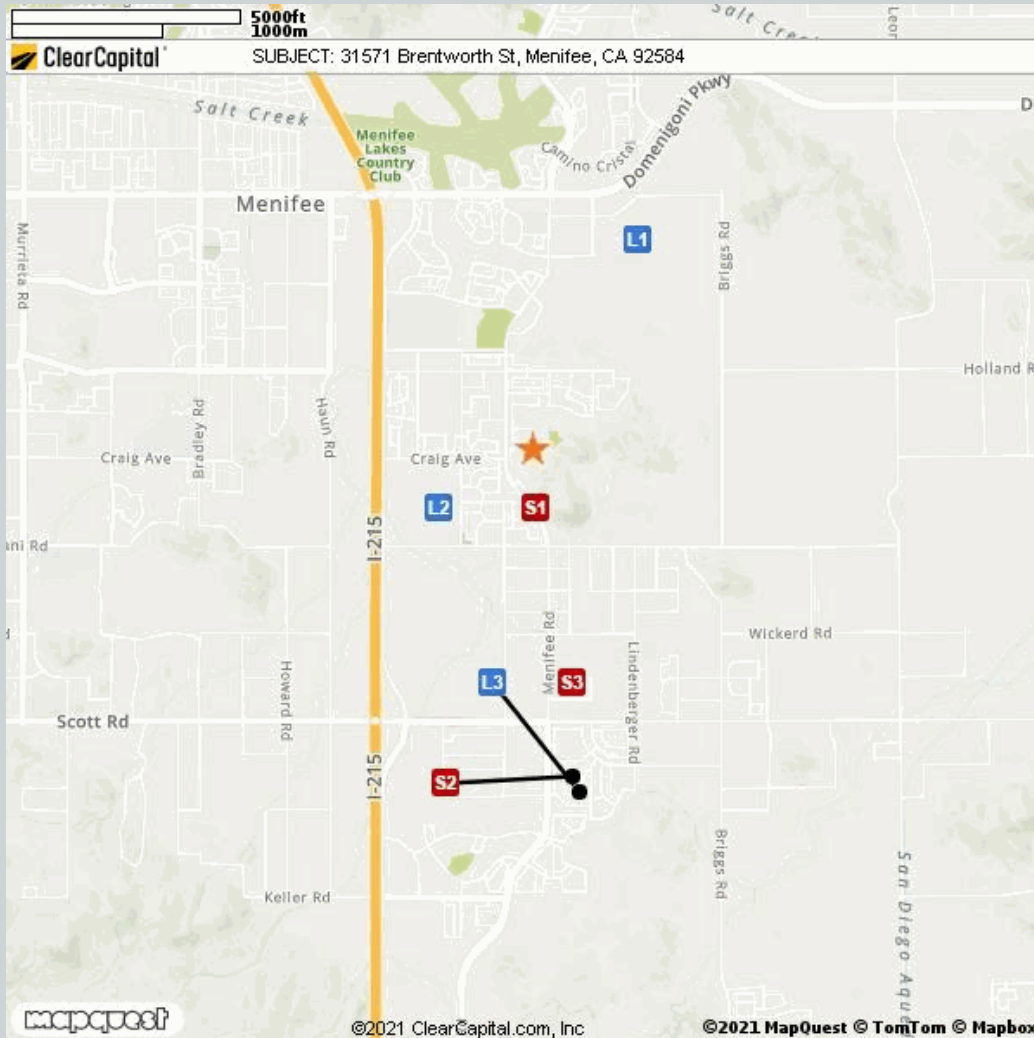 5000ft
1000m
Salt Creek
ClearCapital
SUBJECT: 31571 Brentworth St, Menifee, CA 92584
Salt Creek
Menifee
Lakes
Country
Club
Camino Cristal
Domenigoni Pkwy
D
Menifee
L1
Murrieta Rd
Briggs Rd
Holland R
Haun Rd
Bradley Rd
Craig Ave
Craig Ave
L2
S1
I-215
ani Rd
Wickerd Rd
Menifee Rd
Lindenberger Rd
Howard Rd
L3
S3
Scott Rd
I-215
S2
Briggs Rd
San Diego Aque
Keller Rd
mapquest
©2021 ClearCapital.com, Inc
©2021 MapQuest © TomTom © Mapbox